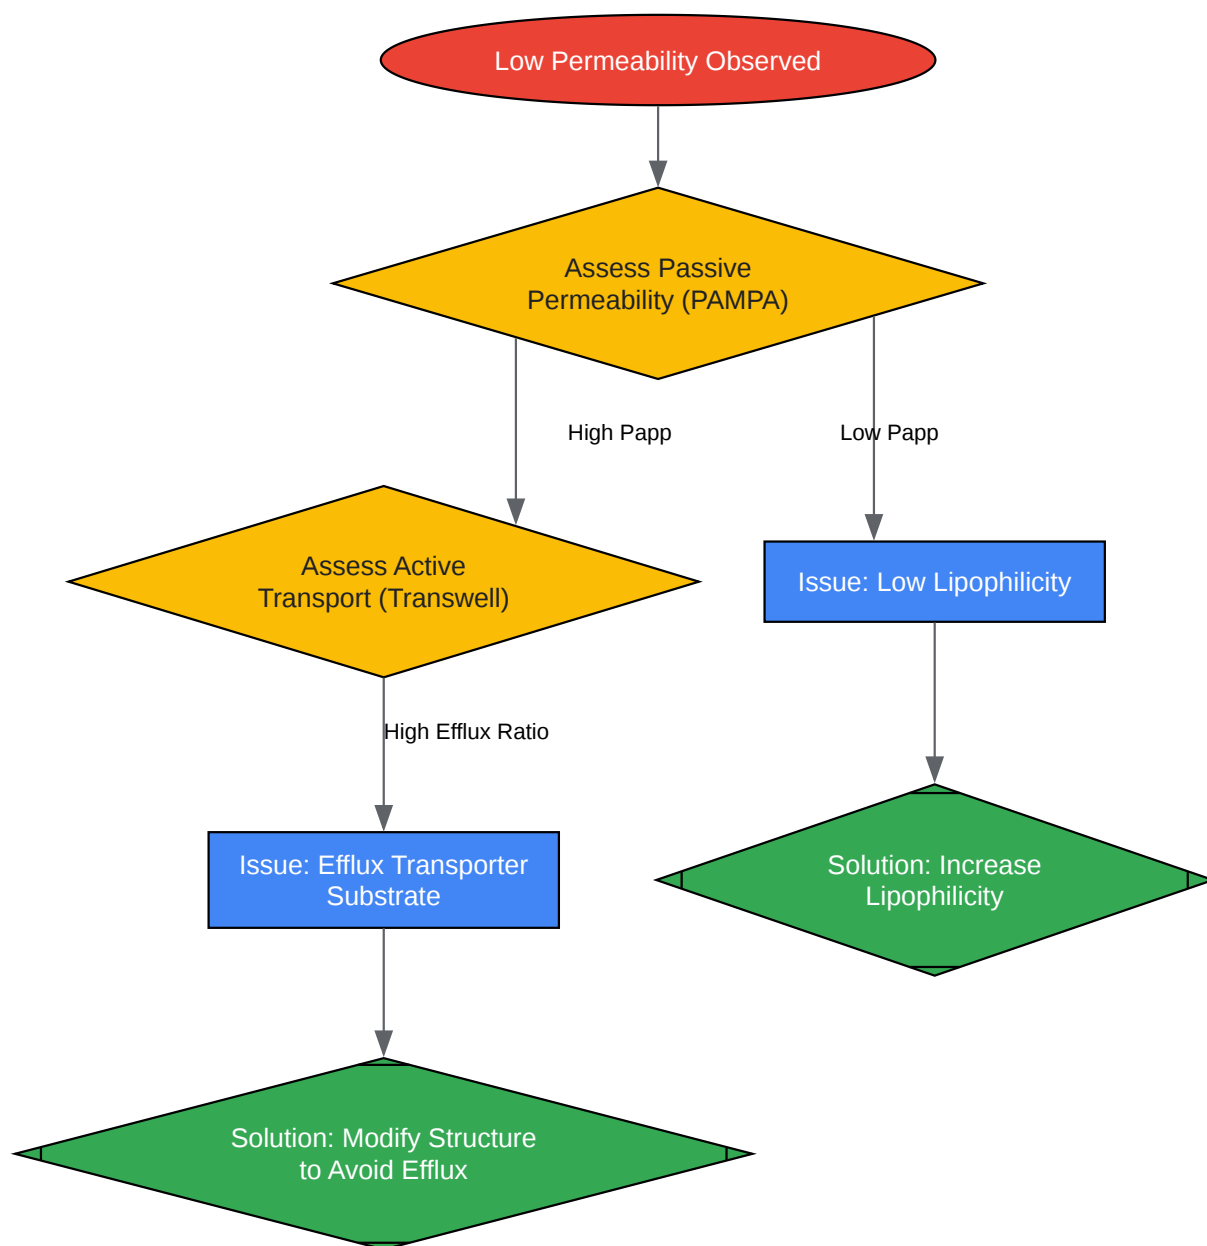 Low Permeability Observed
Assess Passive
Permeability (PAMPA)
High Papp
Low Papp
Assess Active
Transport (Transwell)
Issue: Low Lipophilicity
High Efflux Ratio
Issue: Efflux Transporter
Substrate
Solution: Increase
Lipophilicity
Solution: Modify Structure
to Avoid Efflux